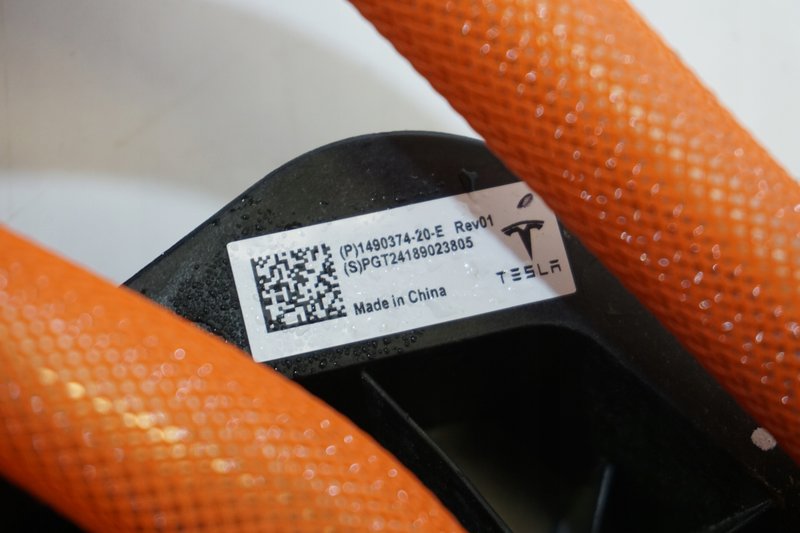 (P)1490374-20-E Rev01
(S)PGT24189023805
Made in China
TESLA